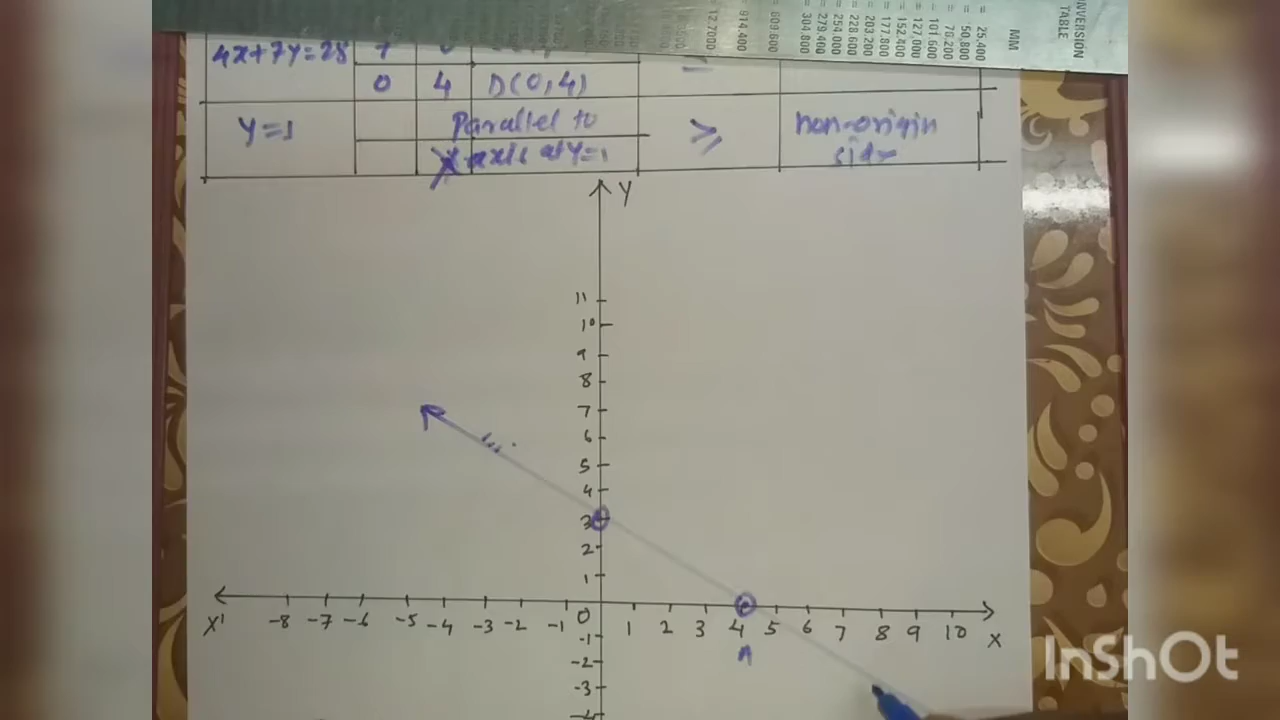 NVERSION
TABLE
MM
= 25.400
= 50.800
= 76.200
= 101.600
= 127.000
= 152.400
= 177.800
= 203.200
= 228.600
= 254.000
= 279.400
= 304.800
= 609.600
= 914.400
4x+7y=28 7 0
0 4 D(0,4)
y=1 Parallel to ≥ non-origin
X-axis at y=1 side
Y
11
10
9
8
7
6
5
4
3
2
1
X' -8 -7 -6 -5 -4 -3 -2 -1 0 1 2 3 4 5 6 7 8 9 10 X
A
-1
-2
-3
-4
InShOt